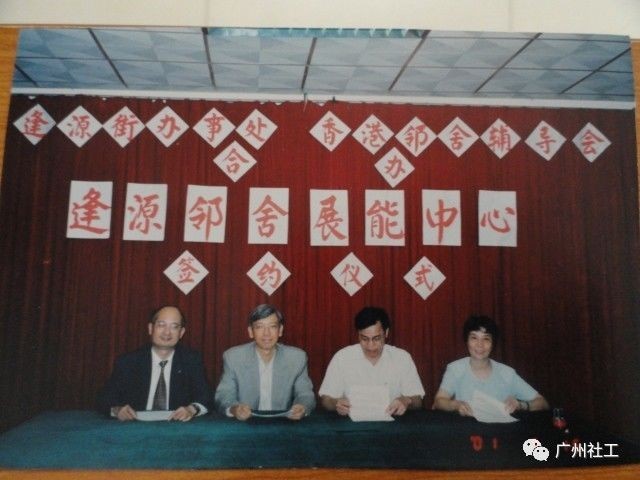 逢源街办事处 香港邻舍辅导会
合 办
逢源邻舍展能中心
签约仪式
'01
广州社工